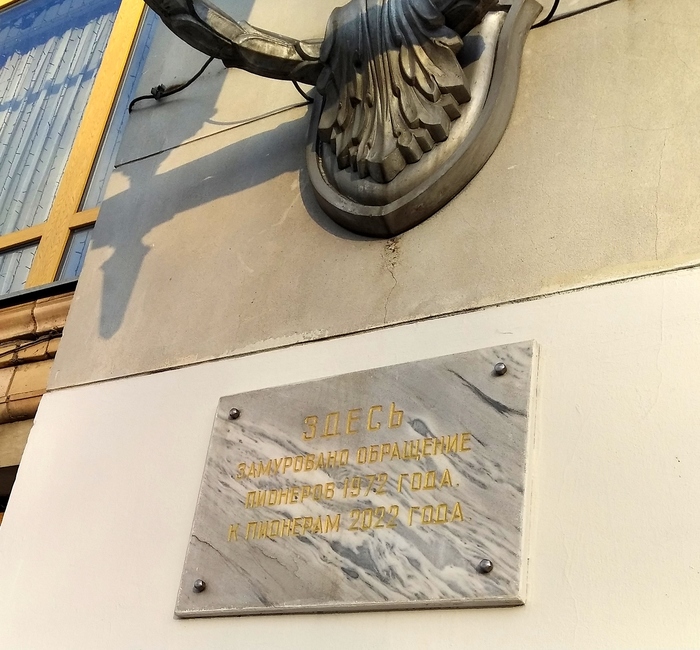 ЗДЕСЬ
ЗАМУРОВАНО ОБРАЩЕНИЕ
ПИОНЕРОВ 1972 ГОДА.
К ПИОНЕРАМ 2022 ГОДА